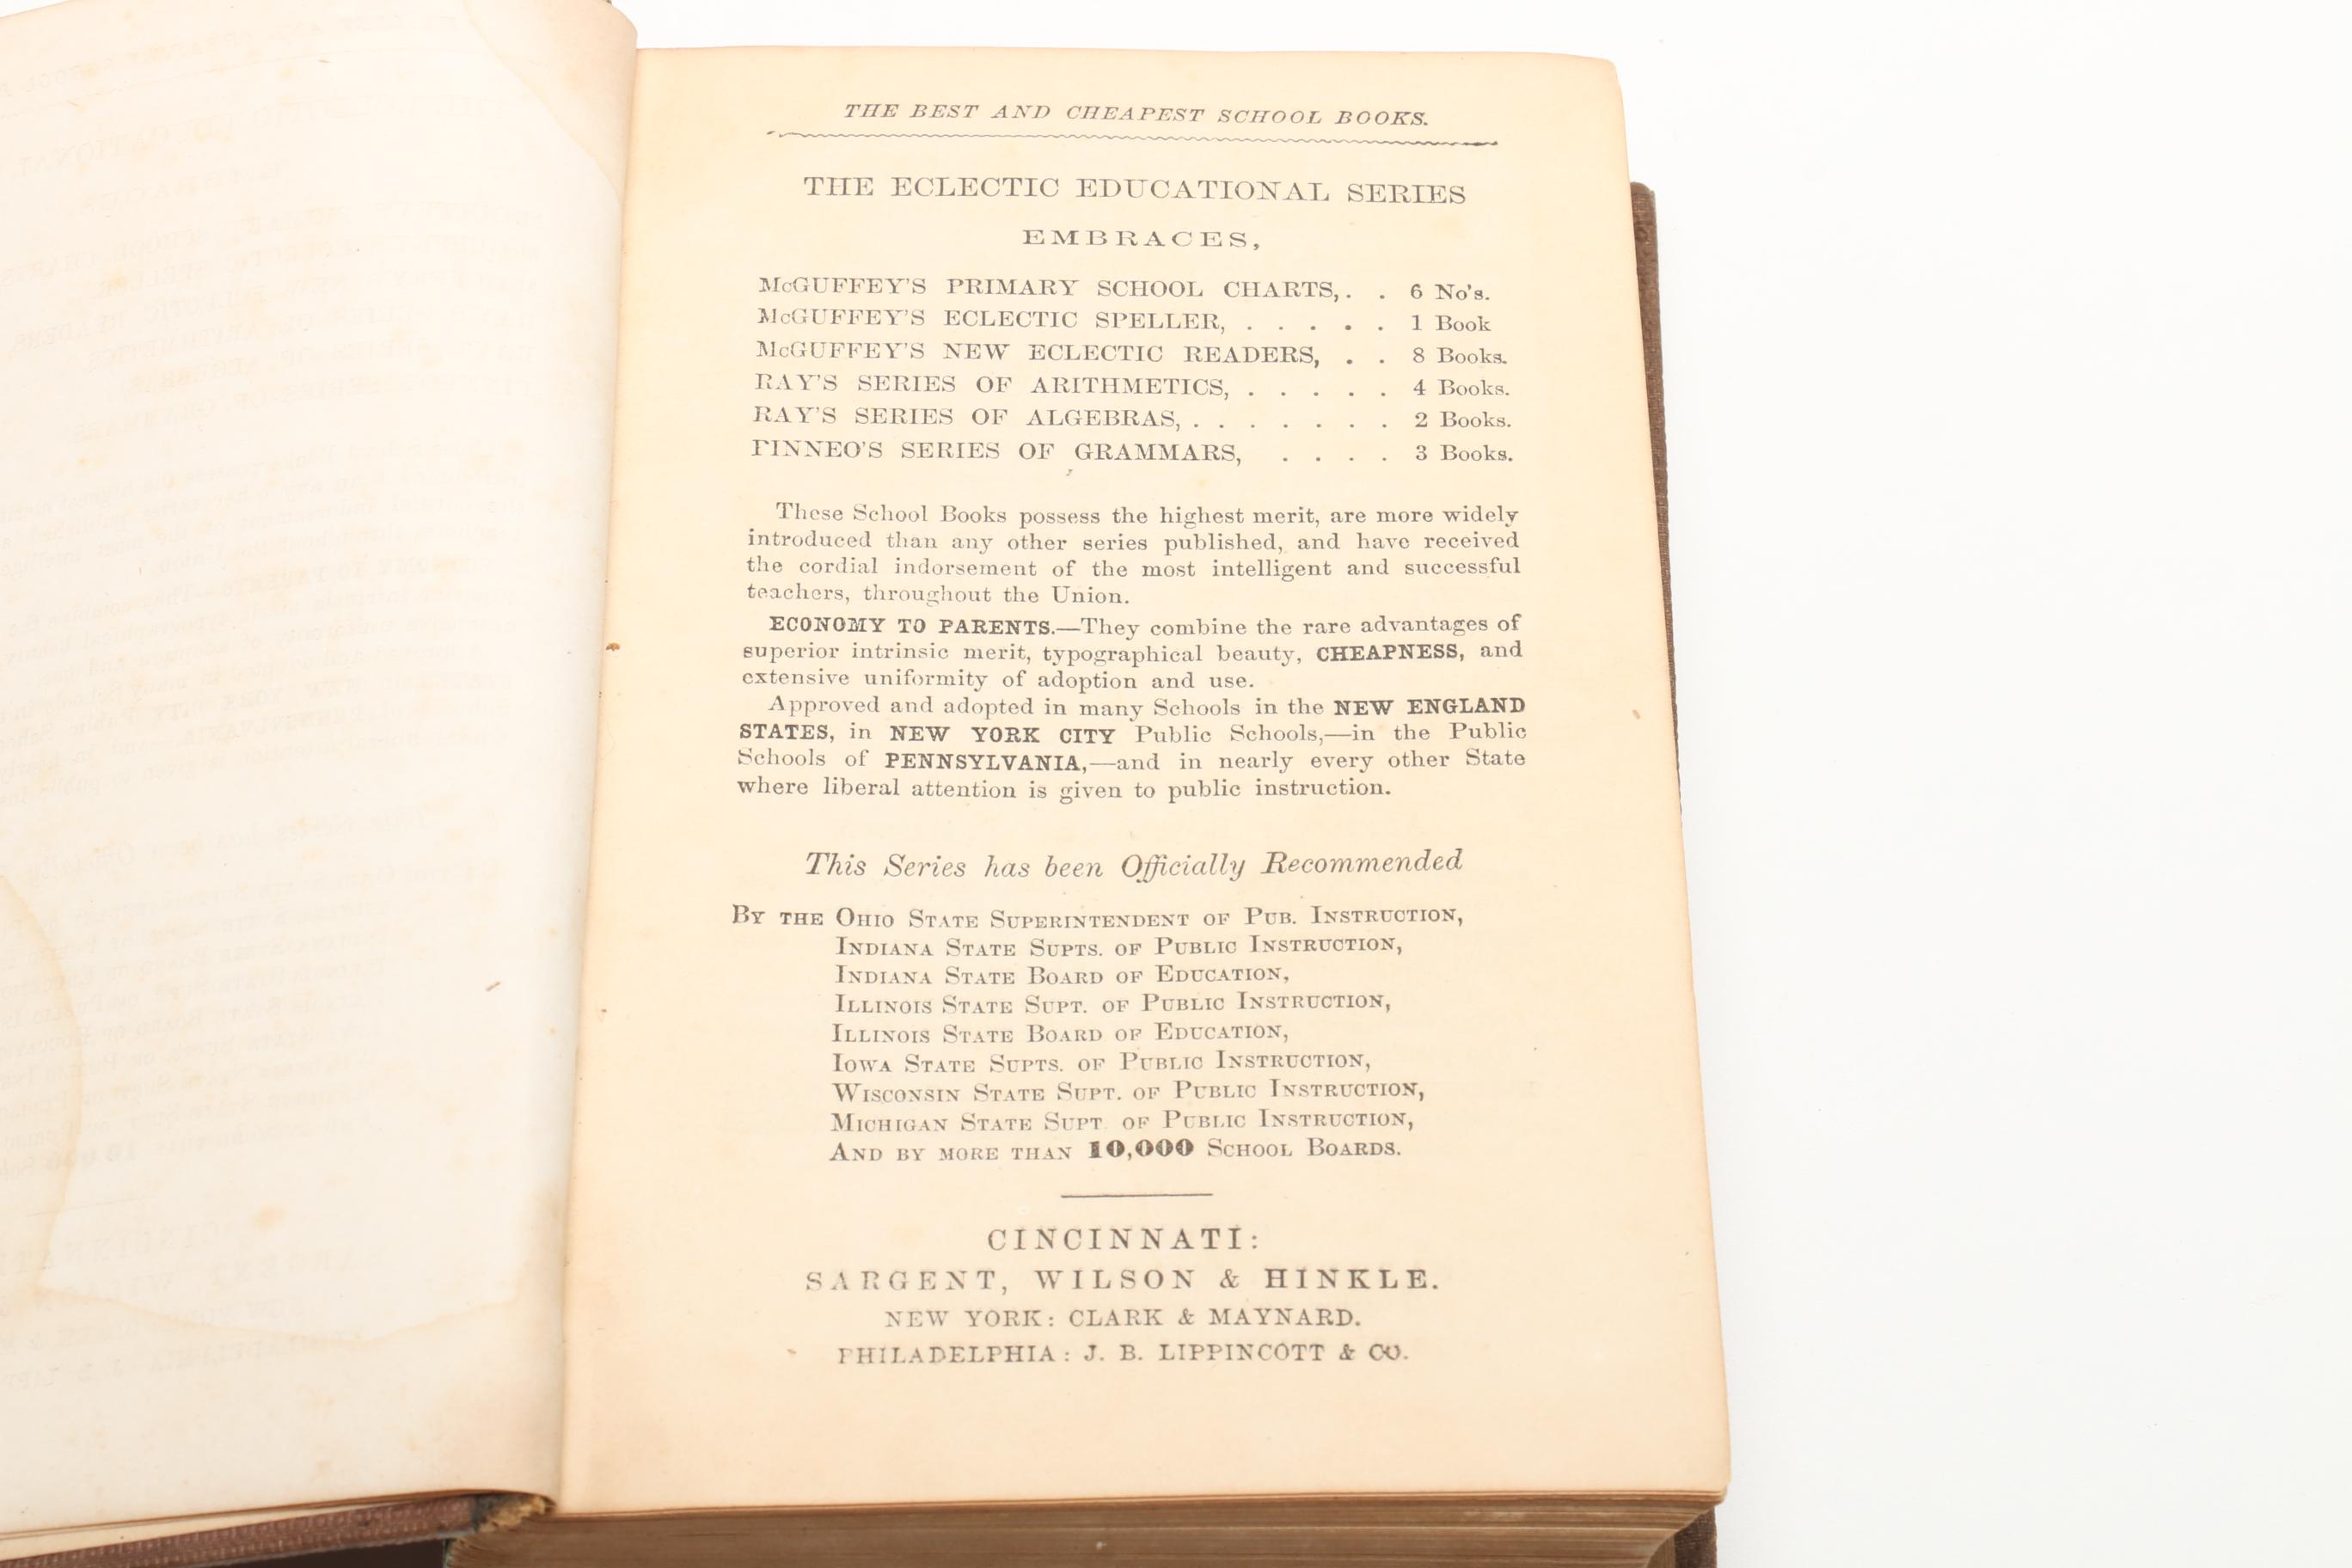 THE BEST AND CHEAPEST SCHOOL BOOKS.
THE ECLECTIC EDUCATIONAL SERIES
EMBRACES,
McGUFFEY'S PRIMARY SCHOOL CHARTS, . . 6 No's.
McGUFFEY'S ECLECTIC SPELLER, . . . . . 1 Book
McGUFFEY'S NEW ECLECTIC READERS, . . 8 Books.
RAY'S SERIES OF ARITHMETICS, . . . . . 4 Books.
RAY'S SERIES OF ALGEBRAS, . . . . . . . 2 Books.
PINNEO'S SERIES OF GRAMMARS, . . . . 3 Books.
These School Books possess the highest merit, are more widely
introduced than any other series published, and have received
the cordial indorsement of the most intelligent and successful
teachers, throughout the Union.
ECONOMY TO PARENTS.—They combine the rare advantages of
superior intrinsic merit, typographical beauty, CHEAPNESS, and
extensive uniformity of adoption and use.
Approved and adopted in many Schools in the NEW ENGLAND
STATES, in NEW YORK CITY Public Schools,—in the Public
Schools of PENNSYLVANIA,—and in nearly every other State
where liberal attention is given to public instruction.
This Series has been Officially Recommended
By the Ohio State Superintendent of Pub. Instruction,
Indiana State Supts. of Public Instruction,
Indiana State Board of Education,
Illinois State Supt. of Public Instruction,
Illinois State Board of Education,
Iowa State Supts. of Public Instruction,
Wisconsin State Supt. of Public Instruction,
Michigan State Supt of Public Instruction,
And by more than 10,000 School Boards.
CINCINNATI:
SARGENT, WILSON & HINKLE.
NEW YORK: CLARK & MAYNARD.
PHILADELPHIA: J. B. LIPPINCOTT & CO.